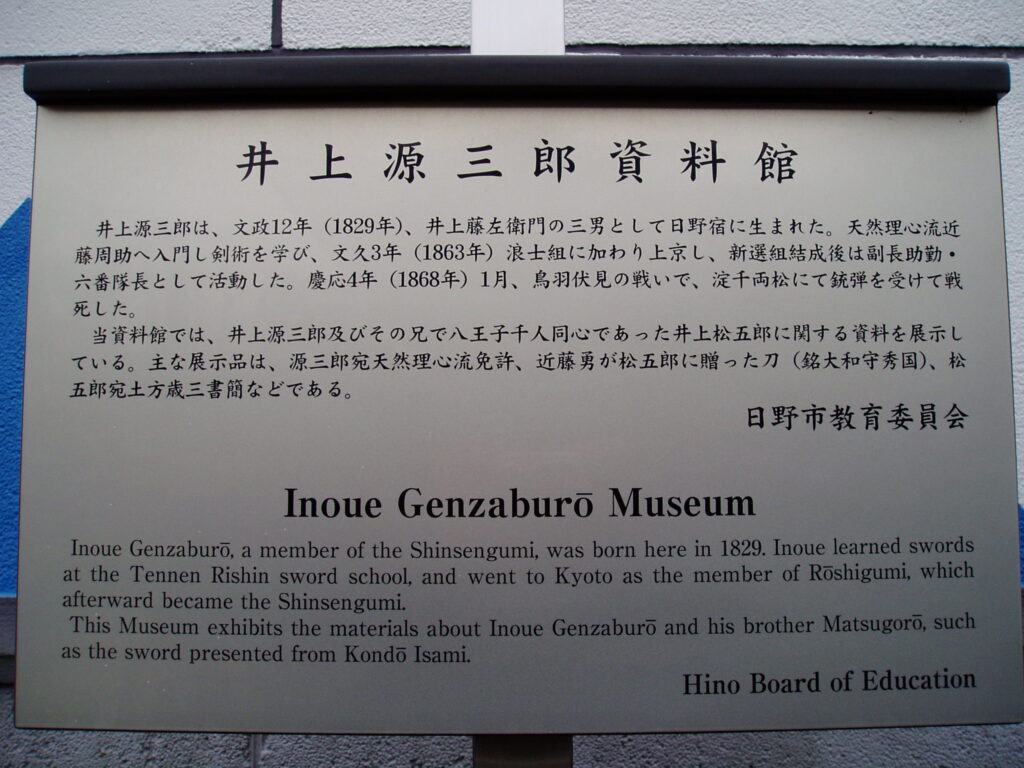 井上源三郎資料館
井上源三郎は、文政12年（1829年）、井上藤左衛門の三男として日野宿に生まれた。天然理心流近
藤周助へ入門し剣術を学び、文久3年（1863年）浪士組に加わり上京し、新選組結成後は副長助勤・
六番隊長として活動した。慶応4年（1868年）1月、鳥羽伏見の戦いで、淀千両松にて銃弾を受けて戦
死した。
当資料館では、井上源三郎及びその兄で八王子千人同心であった井上松五郎に関する資料を展示し
ている。主な展示品は、源三郎宛天然理心流免許、近藤勇が松五郎に贈った刀（銘大和守秀国）、松
五郎宛土方歳三書簡などである。
日野市教育委員会
Inoue Genzaburō Museum
Inoue Genzaburō, a member of the Shinsengumi, was born here in 1829. Inoue learned swords
at the Tennen Rishin sword school, and went to Kyoto as the member of Rōshigumi, which
afterward became the Shinsengumi.
This Museum exhibits the materials about Inoue Genzaburō and his brother Matsugorō, such
as the sword presented from Kondō Isami.
Hino Board of Education